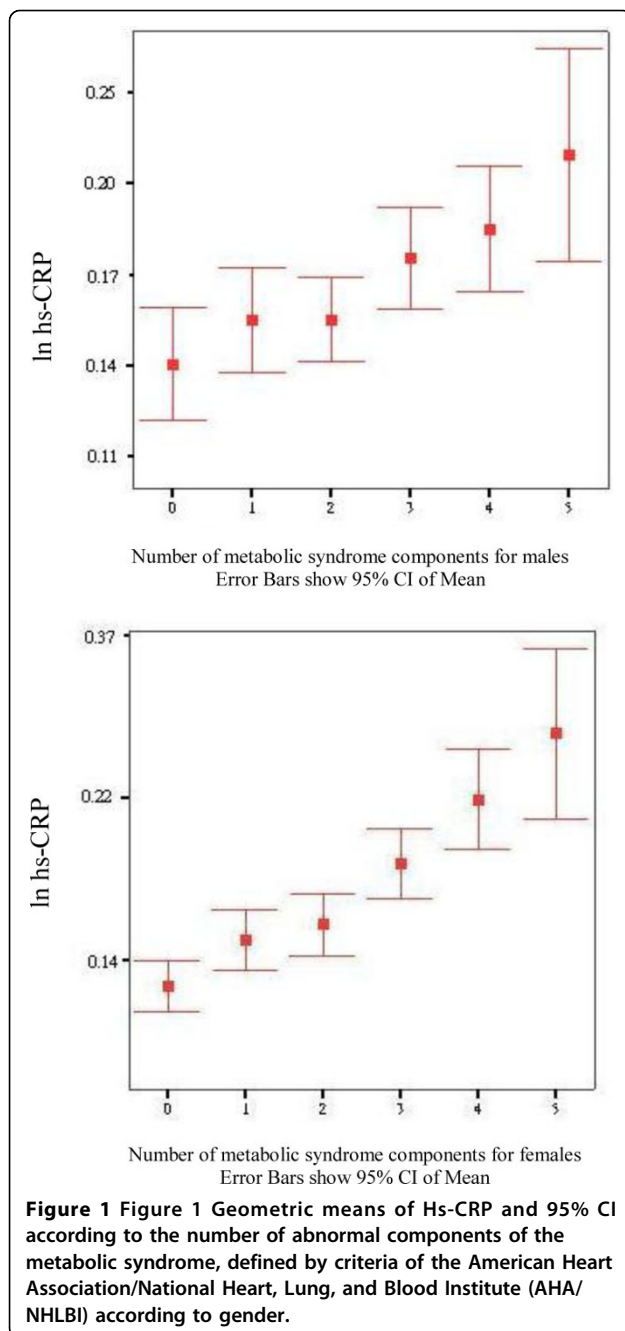 0.25
0.20
0.17
0.14
0.11
ln hs-CRP
0 1 2 3 4 5
Number of metabolic syndrome components for males
Error Bars show 95% CI of Mean
0.37
0.22
0.14
ln hs-CRP
0 1 2 3 4 5
Number of metabolic syndrome components for females
Error Bars show 95% CI of Mean
Figure 1 Figure 1 Geometric means of Hs-CRP and 95% CI
according to the number of abnormal components of the
metabolic syndrome, defined by criteria of the American Heart
Association/National Heart, Lung, and Blood Institute (AHA/
NHLBI) according to gender.